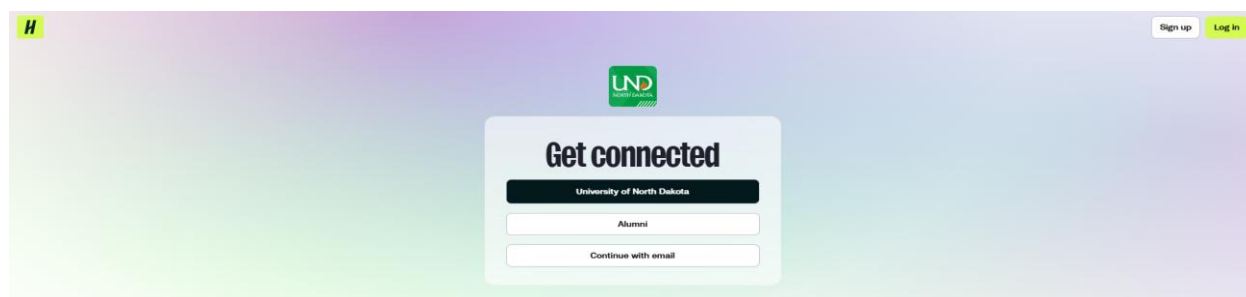 H
Sign up
Log in
UND
NORTH DAKOTA
Get connected
University of North Dakota
Alumni
Continue with email